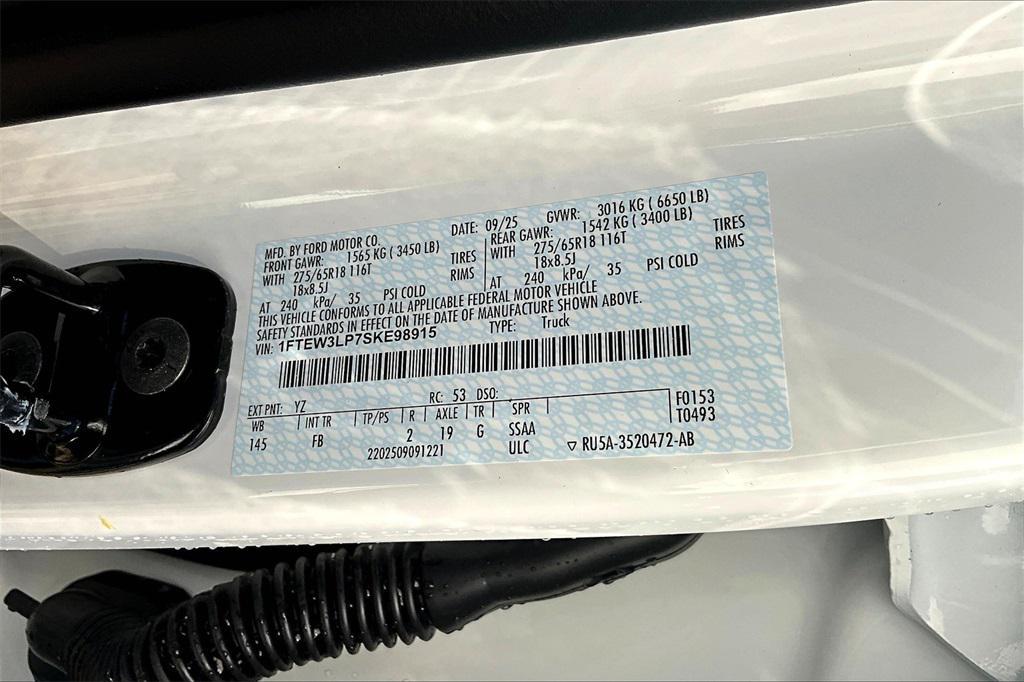 MFD. BY FORD MOTOR CO. DATE: 09/25 GVWR: 3016 KG ( 6650 LB)
FRONT GAWR: 1565 KG ( 3450 LB) REAR GAWR: 1542 KG ( 3400 LB)
WITH 275/65R18 116T TIRES WITH 275/65R18 116T TIRES
18x8.5J RIMS 18x8.5J RIMS
AT 240 kPa/ 35 PSI COLD AT 240 kPa/ 35 PSI COLD
THIS VEHICLE CONFORMS TO ALL APPLICABLE FEDERAL MOTOR VEHICLE
SAFETY STANDARDS IN EFFECT ON THE DATE OF MANUFACTURE SHOWN ABOVE.
VIN: 1FTEW3LP7SKE98915 TYPE: Truck
EXT PNT: YZ RC: 53 DSO: F0153
WB INT TR TP/PS R AXLE TR SPR T0493
145 FB 2 19 G SSAA
2202509091221 ULC ▽ RU5A-3520472-AB